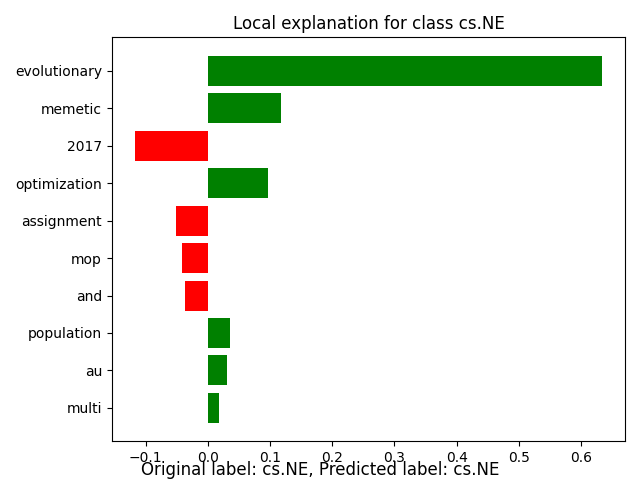 Local explanation for class cs.NE
evolutionary
memetic
2017
optimization
assignment
mop
and
population
au
multi
−0.1 0.0 0.1 0.2 0.3 0.4 0.5 0.6
Original label: cs.NE, Predicted label: cs.NE